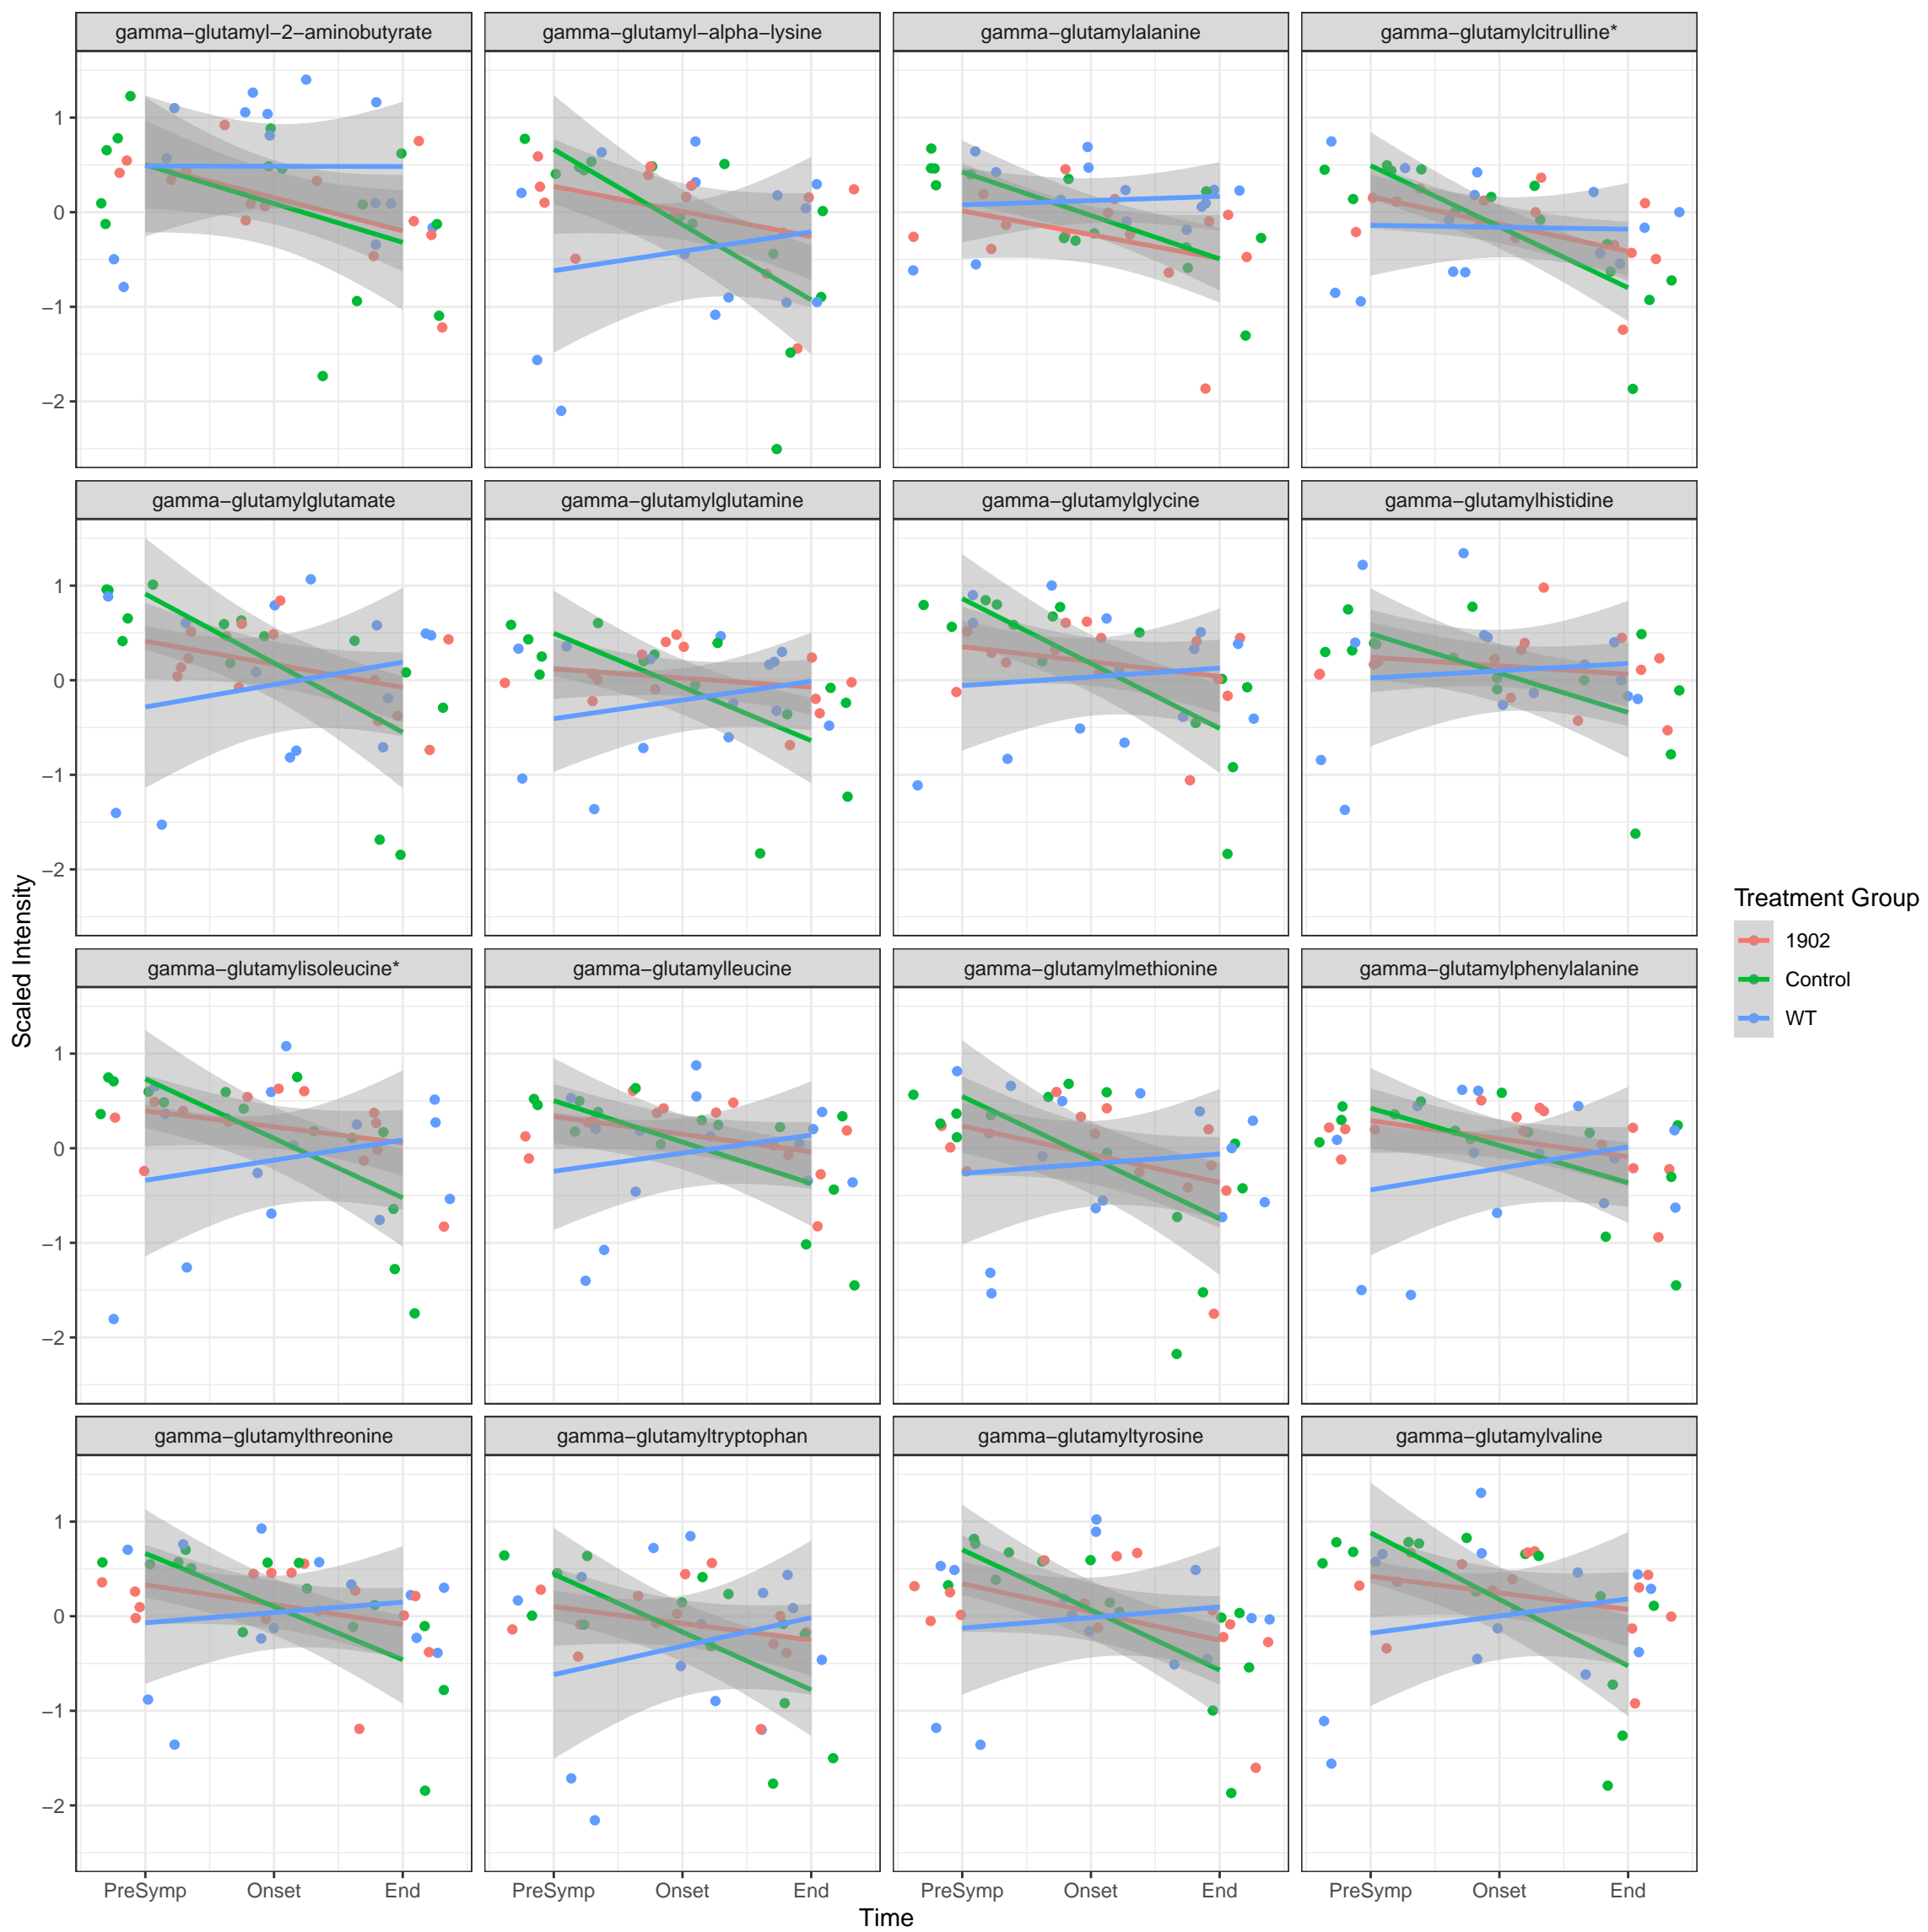 gamma−glutamyl−2−aminobutyrate
gamma−glutamyl−alpha−lysine
gamma−glutamylalanine
gamma−glutamylcitrulline*
1
0
−1
−2
gamma−glutamylglutamate
gamma−glutamylglutamine
gamma−glutamylglycine
gamma−glutamylhistidine
1
0
−1
−2
gamma−glutamylisoleucine*
gamma−glutamylleucine
gamma−glutamylmethionine
gamma−glutamylphenylalanine
1
0
−1
−2
gamma−glutamylthreonine
gamma−glutamyltryptophan
gamma−glutamyltyrosine
gamma−glutamylvaline
1
0
−1
−2
PreSymp Onset End
PreSymp Onset End
PreSymp Onset End
PreSymp Onset End
Time
Scaled Intensity
Treatment Group
1902
Control
WT